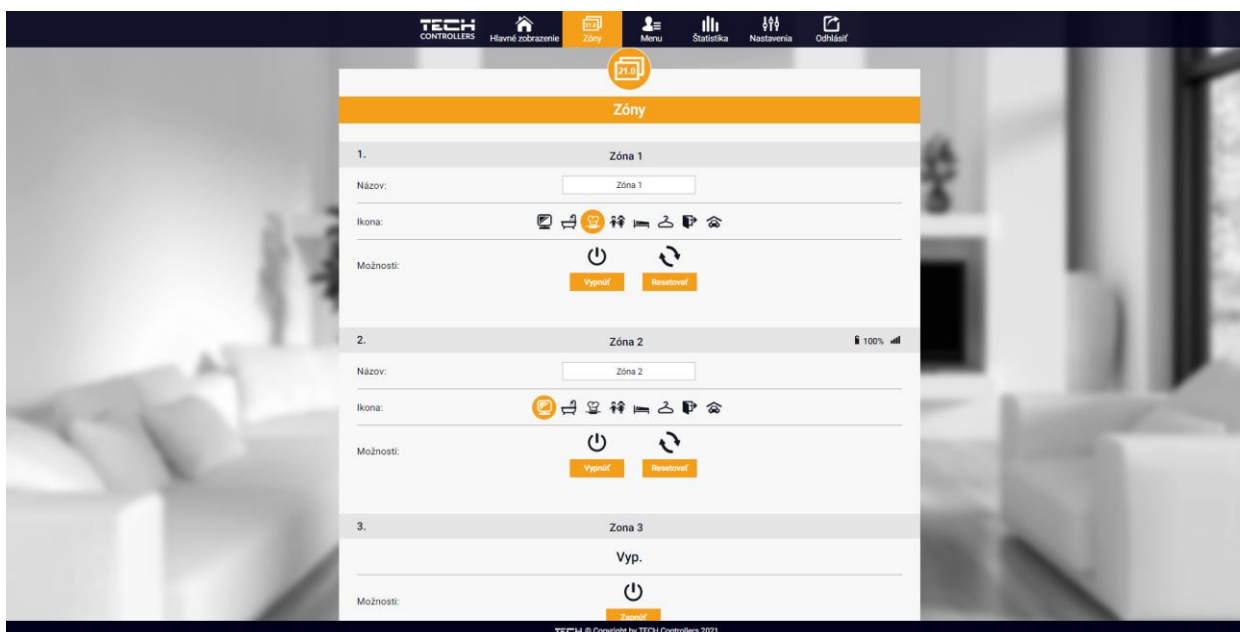 TECH
CONTROLLERS
Hlavné zobrazenie
Zóny
Menu
Štatistika
Nastavenia
Odhlásiť
21.0
Zóny
1. Zóna 1
Názov: Zóna 1
Ikona:
Možnosti:
Vypnúť Resetovať
2. Zóna 2 100%
Názov: Zóna 2
Ikona:
Možnosti:
Vypnúť Resetovať
3. Zona 3
Vyp.
Možnosti:
Zapnúť
TECH © Copyright by TECH Controllers 2021